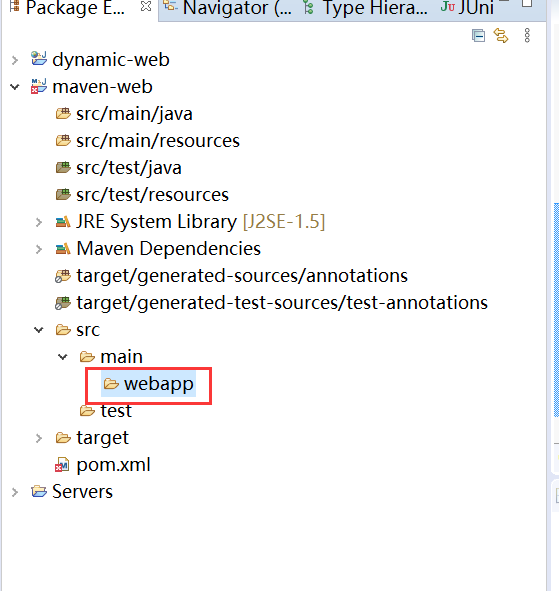 Package E... Navigator (... Type Hiera... JUni
dynamic-web
maven-web
src/main/java
src/main/resources
src/test/java
src/test/resources
JRE System Library [J2SE-1.5]
Maven Dependencies
target/generated-sources/annotations
target/generated-test-sources/test-annotations
src
main
webapp
test
target
pom.xml
Servers